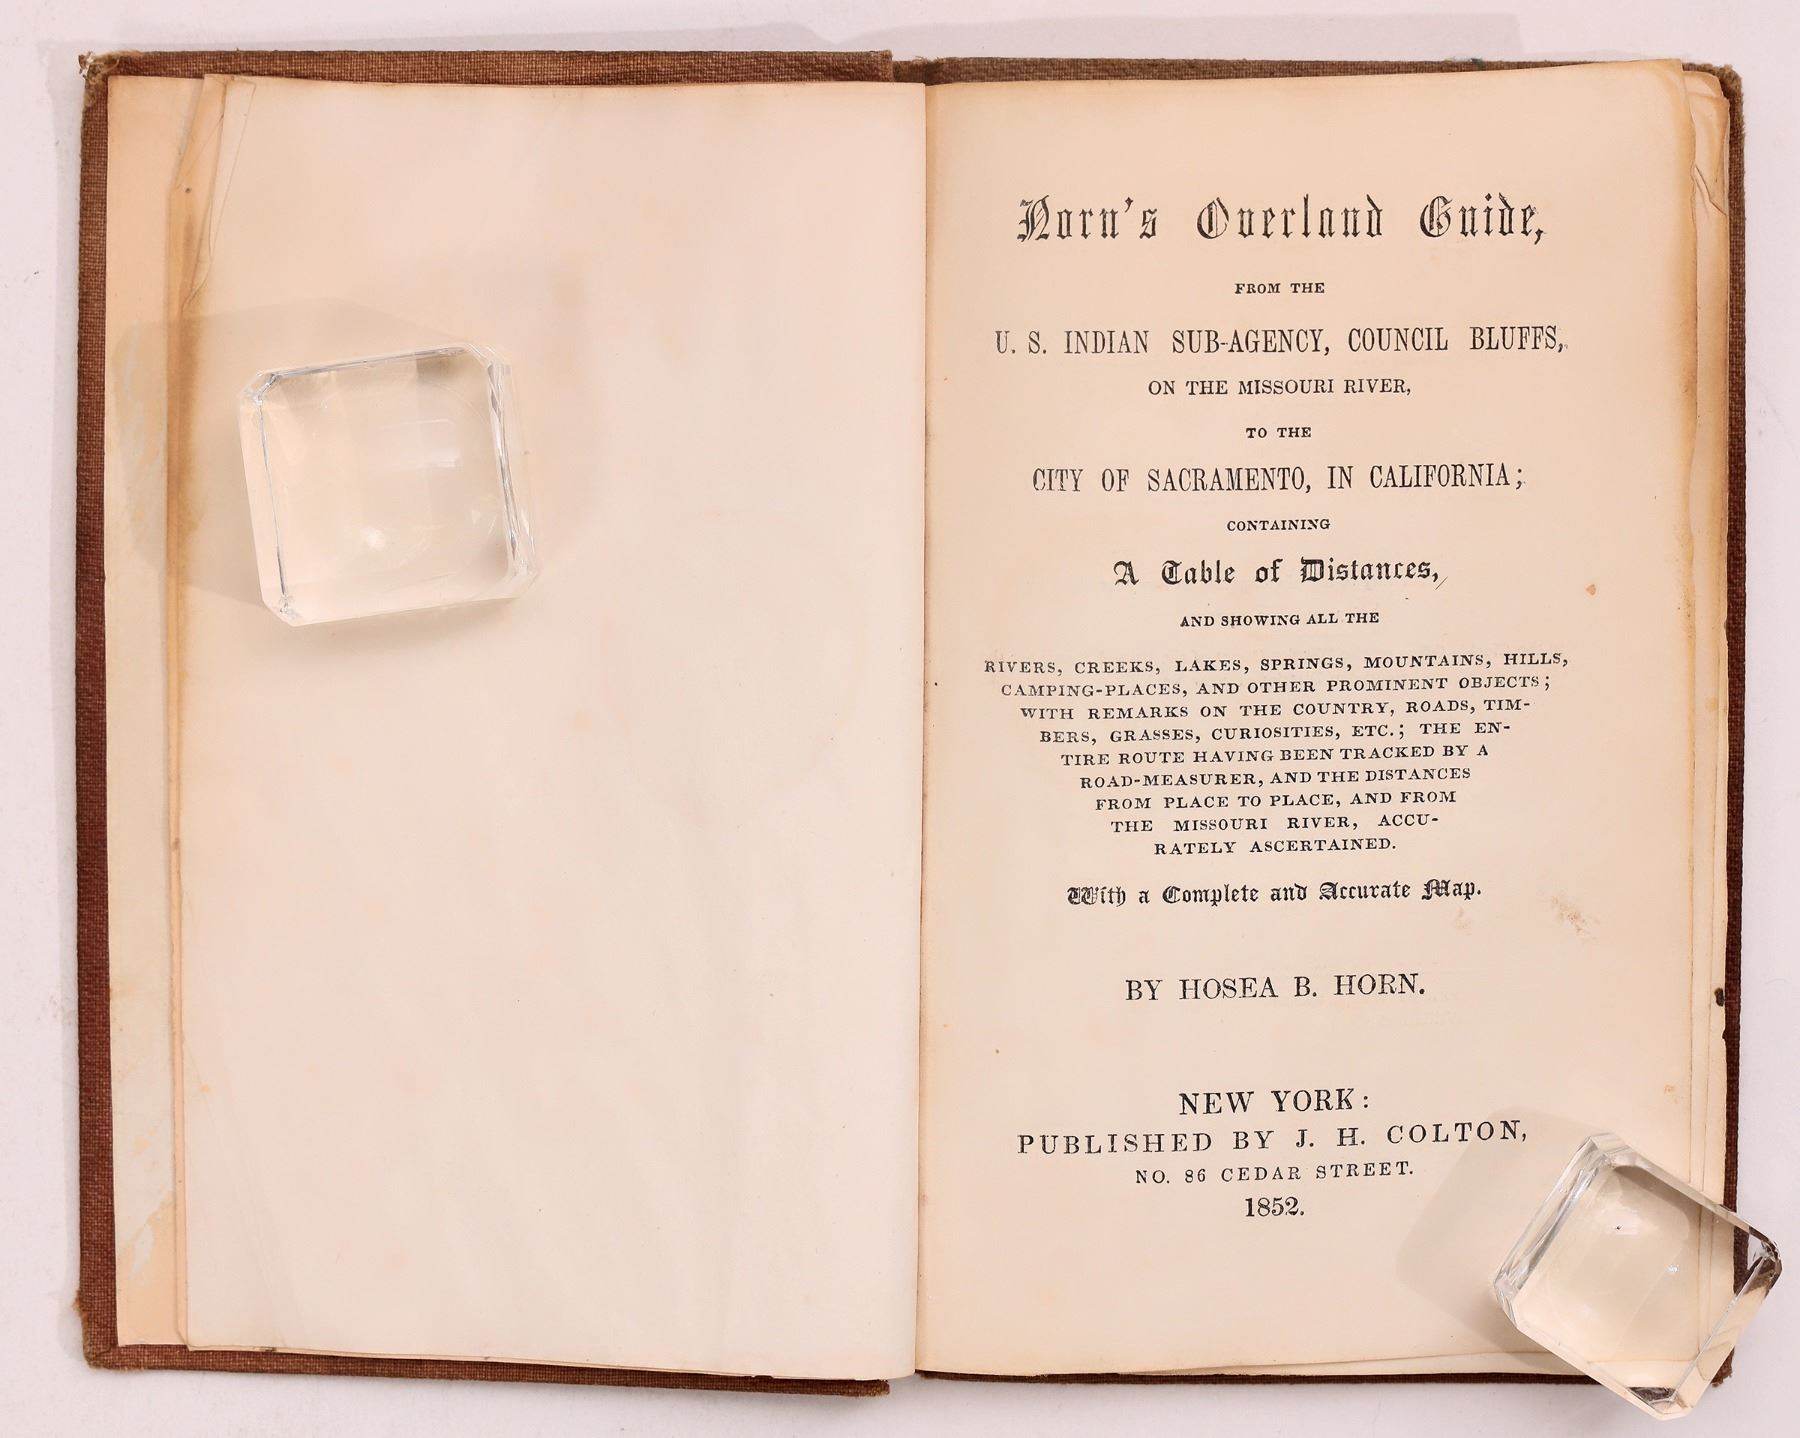 Horn's Overland Guide,
FROM THE
U. S. INDIAN SUB-AGENCY, COUNCIL BLUFFS,
ON THE MISSOURI RIVER,
TO THE
CITY OF SACRAMENTO, IN CALIFORNIA;
CONTAINING
A Table of Distances,
AND SHOWING ALL THE
RIVERS, CREEKS, LAKES, SPRINGS, MOUNTAINS, HILLS,
CAMPING-PLACES, AND OTHER PROMINENT OBJECTS;
WITH REMARKS ON THE COUNTRY, ROADS, TIM-
BERS, GRASSES, CURIOSITIES, ETC.; THE EN-
TIRE ROUTE HAVING BEEN TRACKED BY A
ROAD-MEASURER, AND THE DISTANCES
FROM PLACE TO PLACE, AND FROM
THE MISSOURI RIVER, ACCU-
RATELY ASCERTAINED.
With a Complete and Accurate Map.
BY HOSEA B. HORN.
NEW YORK:
PUBLISHED BY J. H. COLTON,
NO. 86 CEDAR STREET.
1852.